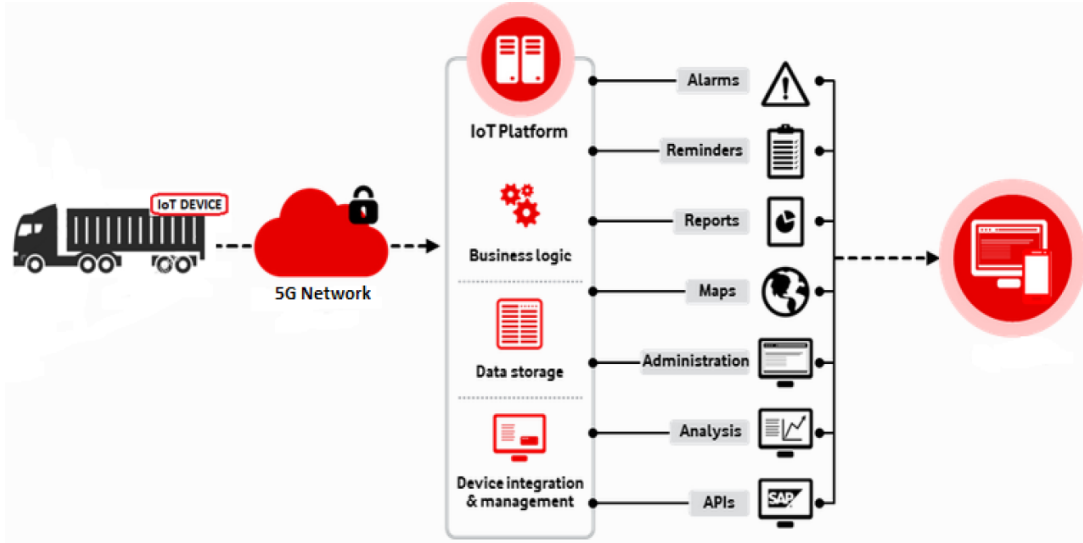 IoT Platform
Alarms
Reminders
IoT DEVICE
Reports
Business logic
5G Network
Maps
Data storage
Administration
Analysis
Device integration
& management
APIs
SAP